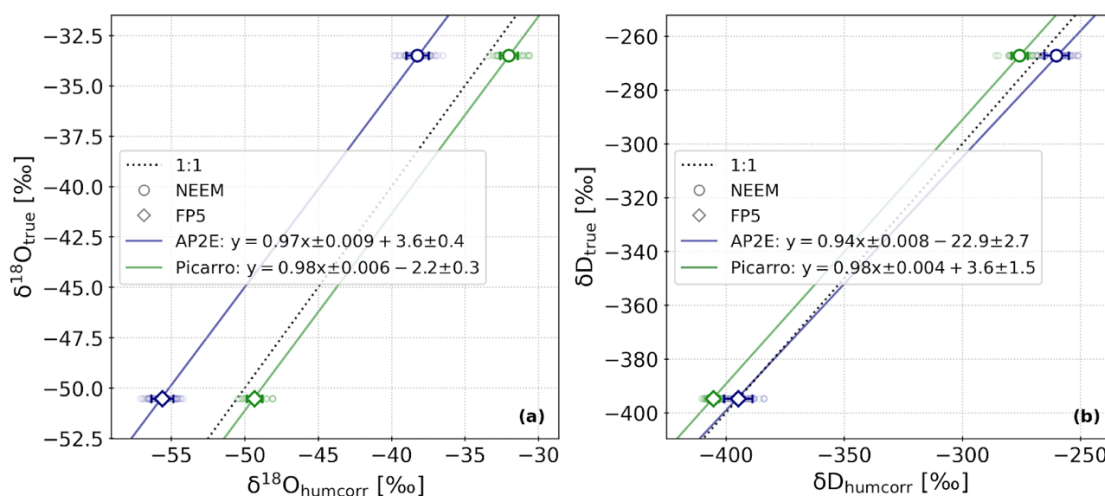 −32.5
−35.0
−37.5
−40.0
−42.5
−45.0
−47.5
−50.0
−52.5
δ¹⁸O_true [‰]
1:1
NEEM
FP5
AP2E: y = 0.97x±0.009 + 3.6±0.4
Picarro: y = 0.98x±0.006 − 2.2±0.3
(a)
−55 −50 −45 −40 −35 −30
δ¹⁸O_humcorr [‰]
−260
−280
−300
−320
−340
−360
−380
−400
δD_true [‰]
1:1
NEEM
FP5
AP2E: y = 0.94x±0.008 − 22.9±2.7
Picarro: y = 0.98x±0.004 + 3.6±1.5
(b)
−400 −350 −300 −250
δD_humcorr [‰]